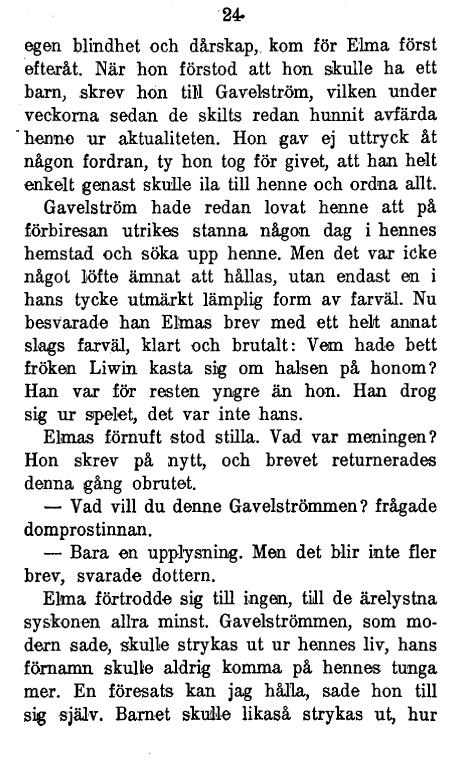 24
egen blindhet och dårskap, kom för Elma först
efteråt. När hon förstod att hon skulle ha ett
barn, skrev hon till Gavelström, vilken under
veckorna sedan de skilts redan hunnit avfärda
henne ur aktualiteten. Hon gav ej uttryck åt
någon fordran, ty hon tog för givet, att han helt
enkelt genast skulle ila till henne och ordna allt.
Gavelström hade redan lovat henne att på
förbiresan utrikes stanna någon dag i hennes
hemstad och söka upp henne. Men det var icke
något löfte ämnat att hållas, utan endast en i
hans tycke utmärkt lämplig form av farväl. Nu
besvarade han Elmas brev med ett helt annat
slags farväl, klart och brutalt: Vem hade bett
fröken Liwin kasta sig om halsen på honom?
Han var för resten yngre än hon. Han drog
sig ur spelet, det var inte hans.
Elmas förnuft stod stilla. Vad var meningen?
Hon skrev på nytt, och brevet returnerades
denna gång obrutet.
— Vad vill du denne Gavelströmmen? frågade
domprostinnan.
— Bara en upplysning. Men det blir inte fler
brev, svarade dottern.
Elma förtrodde sig till ingen, till de ärelystna
syskonen allra minst. Gavelströmmen, som mo-
dern sade, skulle strykas ut ur hennes liv, hans
förnamn skulle aldrig komma på hennes tunga
mer. En föresats kan jag hålla, sade hon till
sig själv. Barnet skulle likaså strykas ut, hur